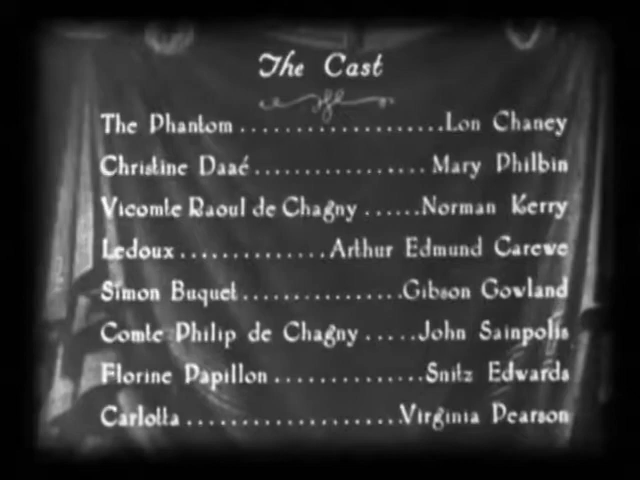 The Cast
The Phantom...................Lon Chaney
Christine Daaé................Mary Philbin
Vicomte Raoul de Chagny......Norman Kerry
Ledoux.............Arthur Edmund Carewe
Simon Buquet...............Gibson Gowland
Comte Philip de Chagny.....John Sainpolis
Florine Papillon..............Snitz Edwards
Carlotta....................Virginia Pearson